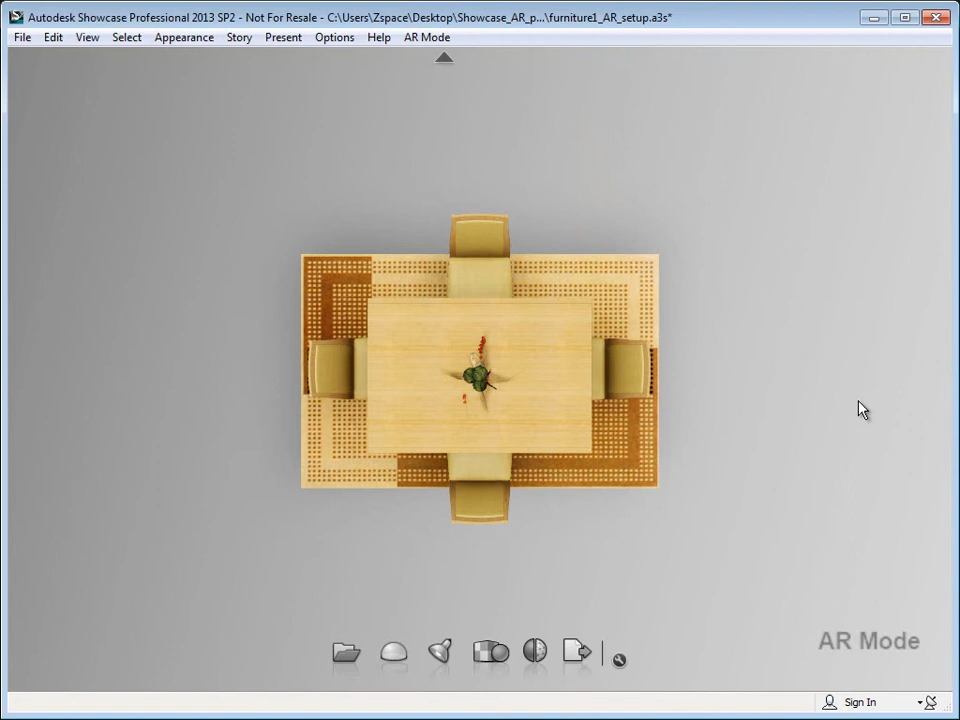 Autodesk Showcase Professional 2013 SP2 - Not For Resale - C:\Users\Zspace\Desktop\Showcase_AR_p...\furniture1_AR_setup.a3s*
File Edit View Select Appearance Story Present Options Help AR Mode
AR Mode
Sign In